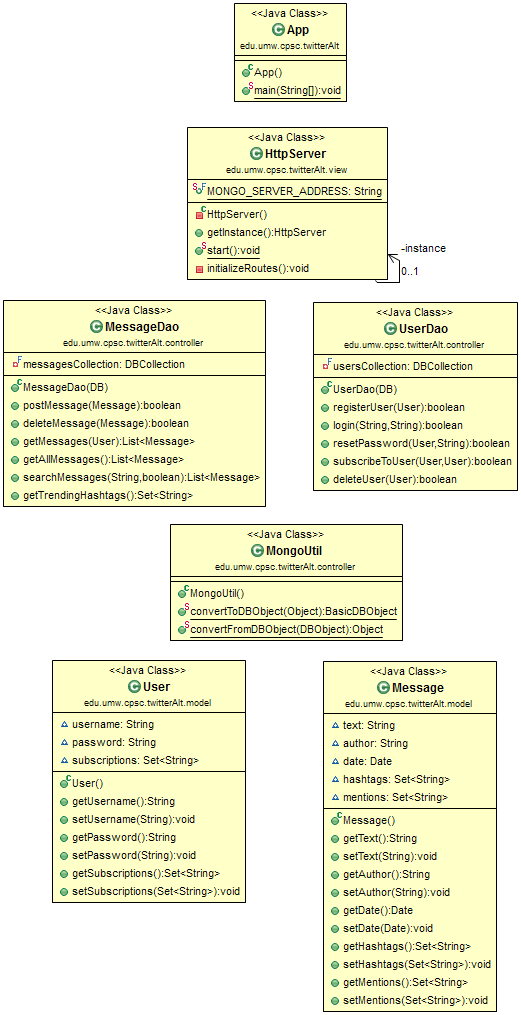 <<Java Class>>
App
edu.umw.cpsc.twitterAlt
App()
main(String[]):void
<<Java Class>>
HttpServer
edu.umw.cpsc.twitterAlt.view
MONGO_SERVER_ADDRESS: String
HttpServer()
getInstance():HttpServer
start():void
initializeRoutes():void
-instance
0..1
<<Java Class>>
MessageDao
edu.umw.cpsc.twitterAlt.controller
messagesCollection: DBCollection
MessageDao(DB)
postMessage(Message):boolean
deleteMessage(Message):boolean
getMessages(User):List<Message>
getAllMessages():List<Message>
searchMessages(String,boolean):List<Message>
getTrendingHashtags():Set<String>
<<Java Class>>
UserDao
edu.umw.cpsc.twitterAlt.controller
usersCollection: DBCollection
UserDao(DB)
registerUser(User):boolean
login(String,String):boolean
resetPassword(User,String):boolean
subscribeToUser(User,User):boolean
deleteUser(User):boolean
<<Java Class>>
MongoUtil
edu.umw.cpsc.twitterAlt.controller
MongoUtil()
convertToDBObject(Object):BasicDBObject
convertFromDBObject(DBObject):Object
<<Java Class>>
User
edu.umw.cpsc.twitterAlt.model
username: String
password: String
subscriptions: Set<String>
User()
getUsername():String
setUsername(String):void
getPassword():String
setPassword(String):void
getSubscriptions():Set<String>
setSubscriptions(Set<String>):void
<<Java Class>>
Message
edu.umw.cpsc.twitterAlt.model
text: String
author: String
date: Date
hashtags: Set<String>
mentions: Set<String>
Message()
getText():String
setText(String):void
getAuthor():String
setAuthor(String):void
getDate():Date
setDate(Date):void
getHashtags():Set<String>
setHashtags(Set<String>):void
getMentions():Set<String>
setMentions(Set<String>):void